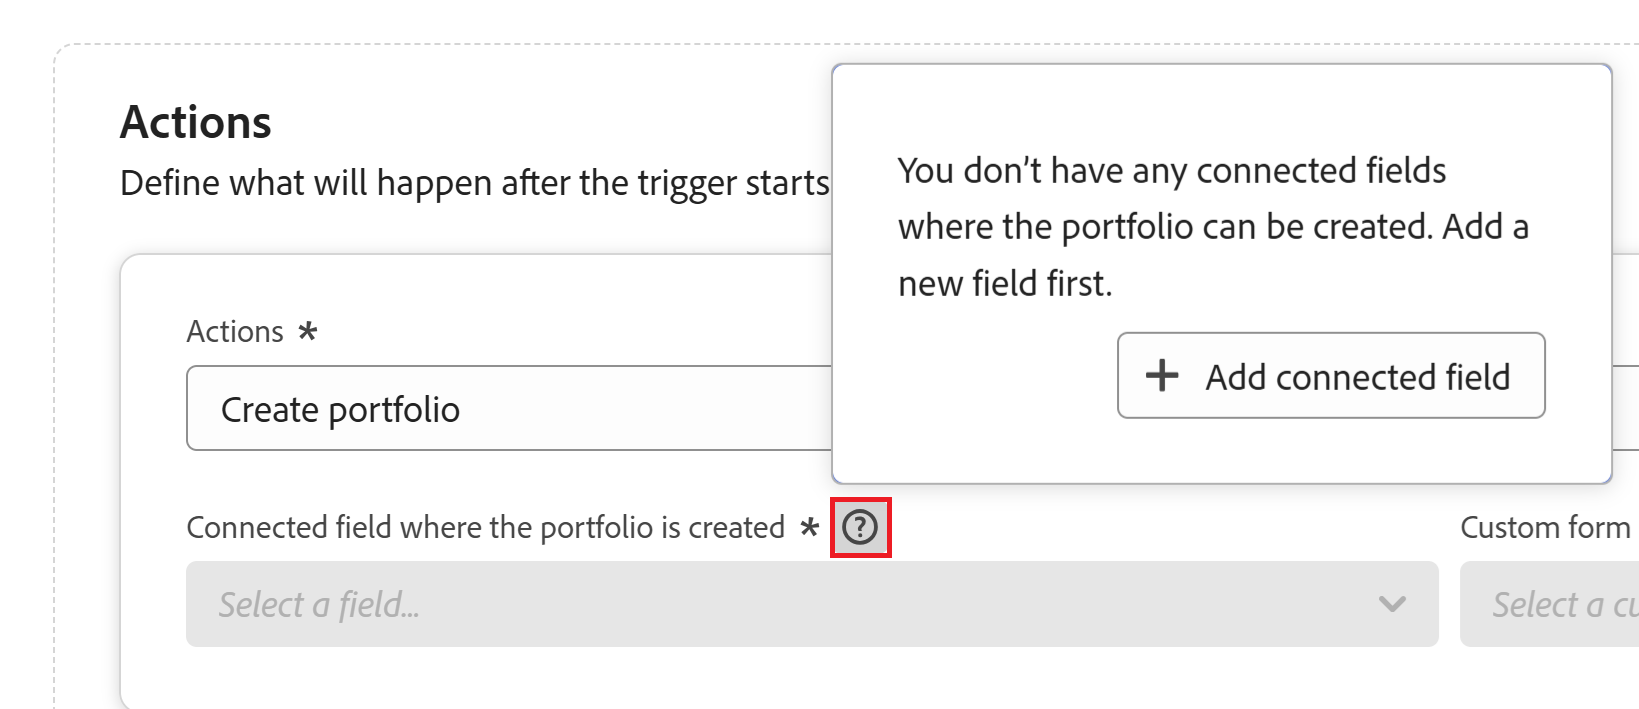 Actions
Define what will happen after the trigger starts
You don’t have any connected fields
where the portfolio can be created. Add a
new field first.
+ Add connected field
Actions *
Create portfolio
Connected field where the portfolio is created *
Custom form
Select a field...
Select a cu